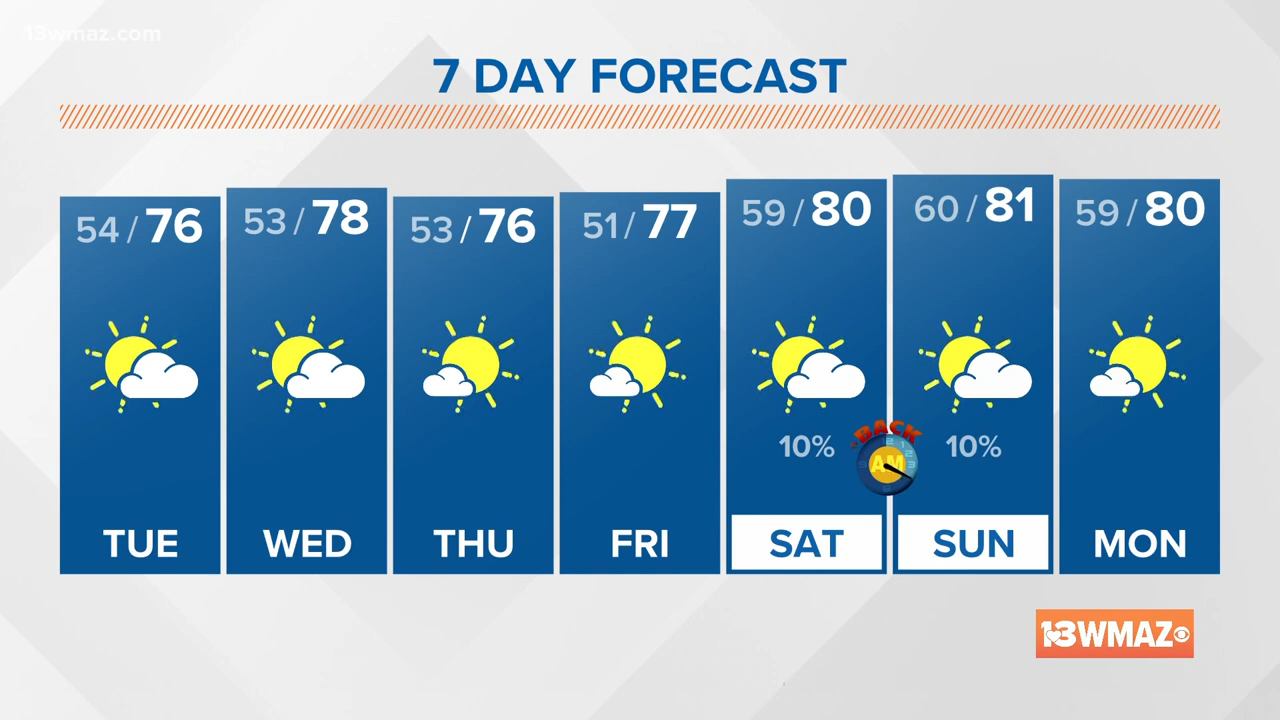 13wmaz.com
7 DAY FORECAST
54 / 76
53 / 78
53 / 76
51 / 77
59 / 80
60 / 81
59 / 80
10%
BACK
AM
10%
TUE
WED
THU
FRI
SAT
SUN
MON
13WMAZ